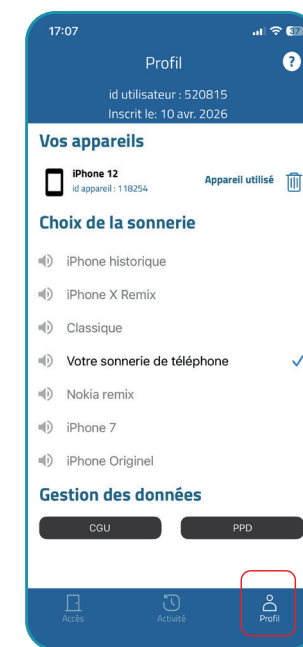 17:07
37
Profil
?
id utilisateur : 520815
Inscrit le: 10 avr. 2026
Vos appareils
iPhone 12
id appareil : 118254
Appareil utilisé
Choix de la sonnerie
iPhone historique
iPhone X Remix
Classique
Votre sonnerie de téléphone
Nokia remix
iPhone 7
iPhone Originel
Gestion des données
CGU
PPD
Accès
Activité
Profil